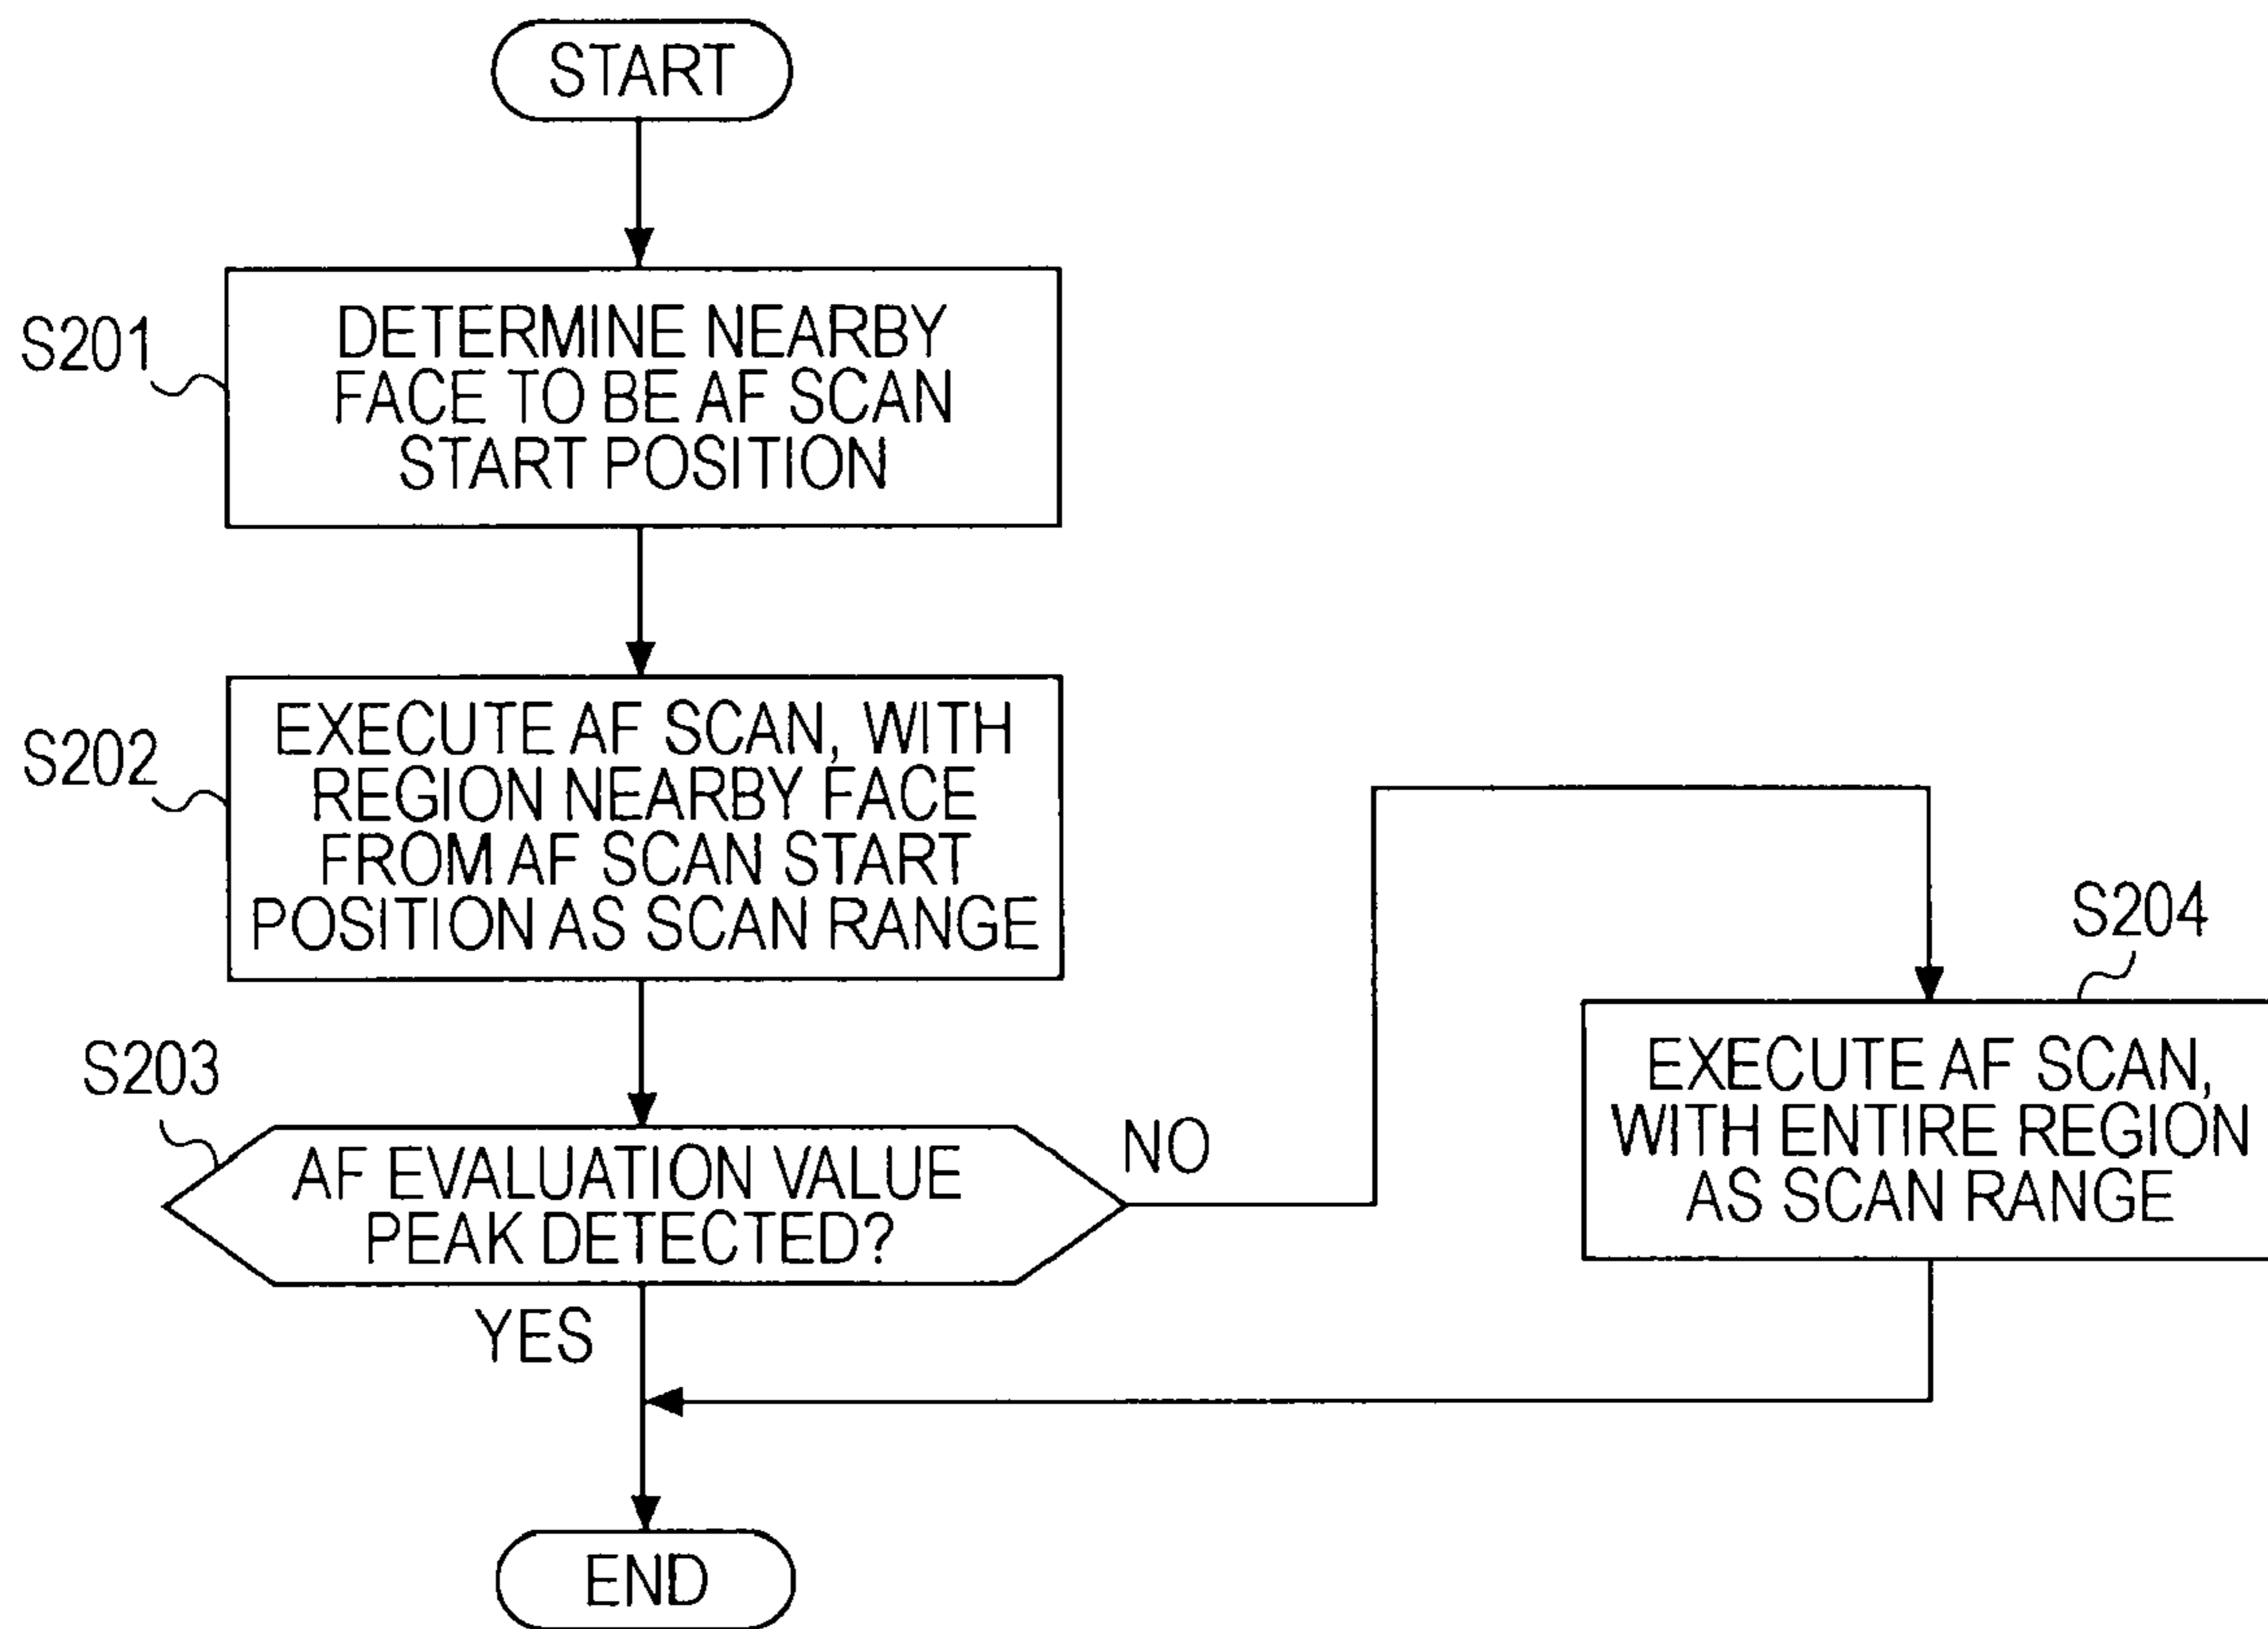 START
S201
DETERMINE NEARBY
FACE TO BE AF SCAN
START POSITION
S202
EXECUTE AF SCAN, WITH
REGION NEARBY FACE
FROM AF SCAN START
POSITION AS SCAN RANGE
S203
AF EVALUATION VALUE
PEAK DETECTED?
NO
YES
S204
EXECUTE AF SCAN,
WITH ENTIRE REGION
AS SCAN RANGE
END